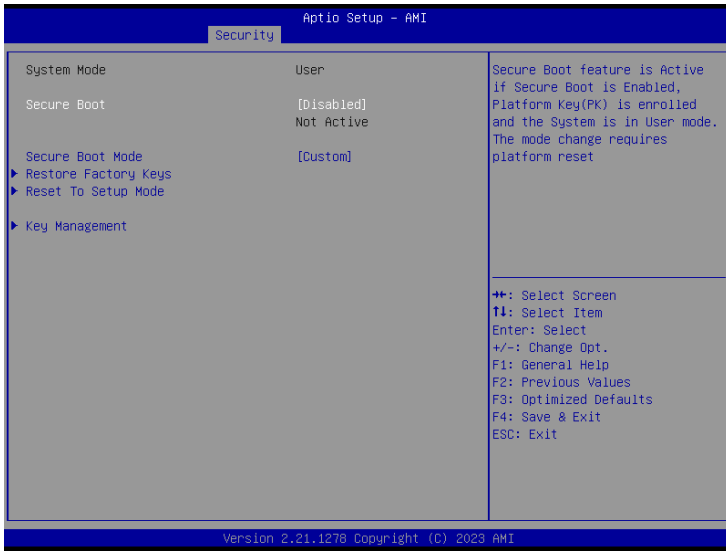 Aptio Setup – AMI
Security
System Mode User
Secure Boot [Disabled]
Not Active
Secure Boot Mode [Custom]
Restore Factory Keys
Reset To Setup Mode
Key Management
Secure Boot feature is Active
if Secure Boot is Enabled,
Platform Key(PK) is enrolled
and the System is in User mode.
The mode change requires
platform reset
→←: Select Screen
↑↓: Select Item
Enter: Select
+/-: Change Opt.
F1: General Help
F2: Previous Values
F3: Optimized Defaults
F4: Save & Exit
ESC: Exit
Version 2.21.1278 Copyright (C) 2023 AMI